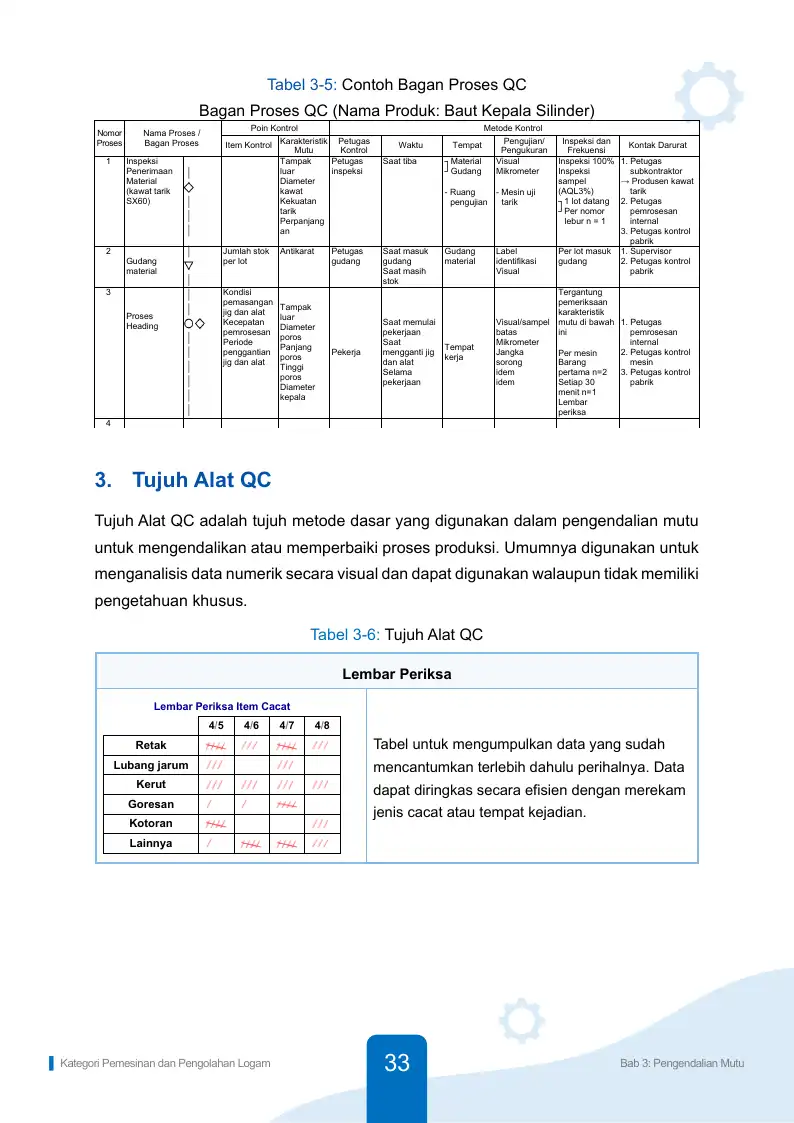 Tabel 3-5: Contoh Bagan Proses QC
Bagan Proses QC (Nama Produk: Baut Kepala Silinder)
Nomor Proses
Nama Proses / Bagan Proses
Poin Kontrol
Metode Kontrol
Item Kontrol
Karakteristik Mutu
Petugas Kontrol
Waktu
Tempat
Pengujian/ Pengukuran
Inspeksi dan Frekuensi
Kontak Darurat
1
Inspeksi
Penerimaan
Material
(kawat tarik
SX60)
Tampak
luar
Diameter
kawat
Kekuatan
tarik
Perpanjang
an
Petugas
inspeksi
Saat tiba
Material
Gudang
- Ruang
pengujian
Visual
Mikrometer
- Mesin uji
tarik
Inspeksi 100%
Inspeksi
sampel
(AQL3%)
1 lot datang
Per nomor
lebur n = 1
1. Petugas
subkontraktor
→ Produsen kawat
tarik
2. Petugas
pemrosesan
internal
3. Petugas kontrol
pabrik
2
Gudang
material
Jumlah stok
per lot
Antikarat
Petugas
gudang
Saat masuk
gudang
Saat masih
stok
Gudang
material
Label
identifikasi
Visual
Per lot masuk
gudang
1. Supervisor
2. Petugas kontrol
pabrik
3
Proses
Heading
Kondisi
pemasangan
jig dan alat
Kecepatan
pemrosesan
Periode
penggantian
jig dan alat
Tampak
luar
Diameter
poros
Panjang
poros
Tinggi
poros
Diameter
kepala
Pekerja
Saat memulai
pekerjaan
Saat
mengganti jig
dan alat
Selama
pekerjaan
Tempat
kerja
Visual/sampel
batas
Mikrometer
Jangka
sorong
idem
idem
Tergantung
pemeriksaan
karakteristik
mutu di bawah
ini
Per mesin
Barang
pertama n=2
Setiap 30
menit n=1
Lembar
periksa
1. Petugas
pemrosesan
internal
2. Petugas kontrol
mesin
3. Petugas kontrol
pabrik
4
3. Tujuh Alat QC
Tujuh Alat QC adalah tujuh metode dasar yang digunakan dalam pengendalian mutu
untuk mengendalikan atau memperbaiki proses produksi. Umumnya digunakan untuk
menganalisis data numerik secara visual dan dapat digunakan walaupun tidak memiliki
pengetahuan khusus.
Tabel 3-6: Tujuh Alat QC
Lembar Periksa
Lembar Periksa Item Cacat
4/5 4/6 4/7 4/8
Retak
Lubang jarum
Kerut
Goresan
Kotoran
Lainnya
Tabel untuk mengumpulkan data yang sudah
mencantumkan terlebih dahulu perihalnya. Data
dapat diringkas secara efisien dengan merekam
jenis cacat atau tempat kejadian.
Kategori Pemesinan dan Pengolahan Logam
33
Bab 3: Pengendalian Mutu